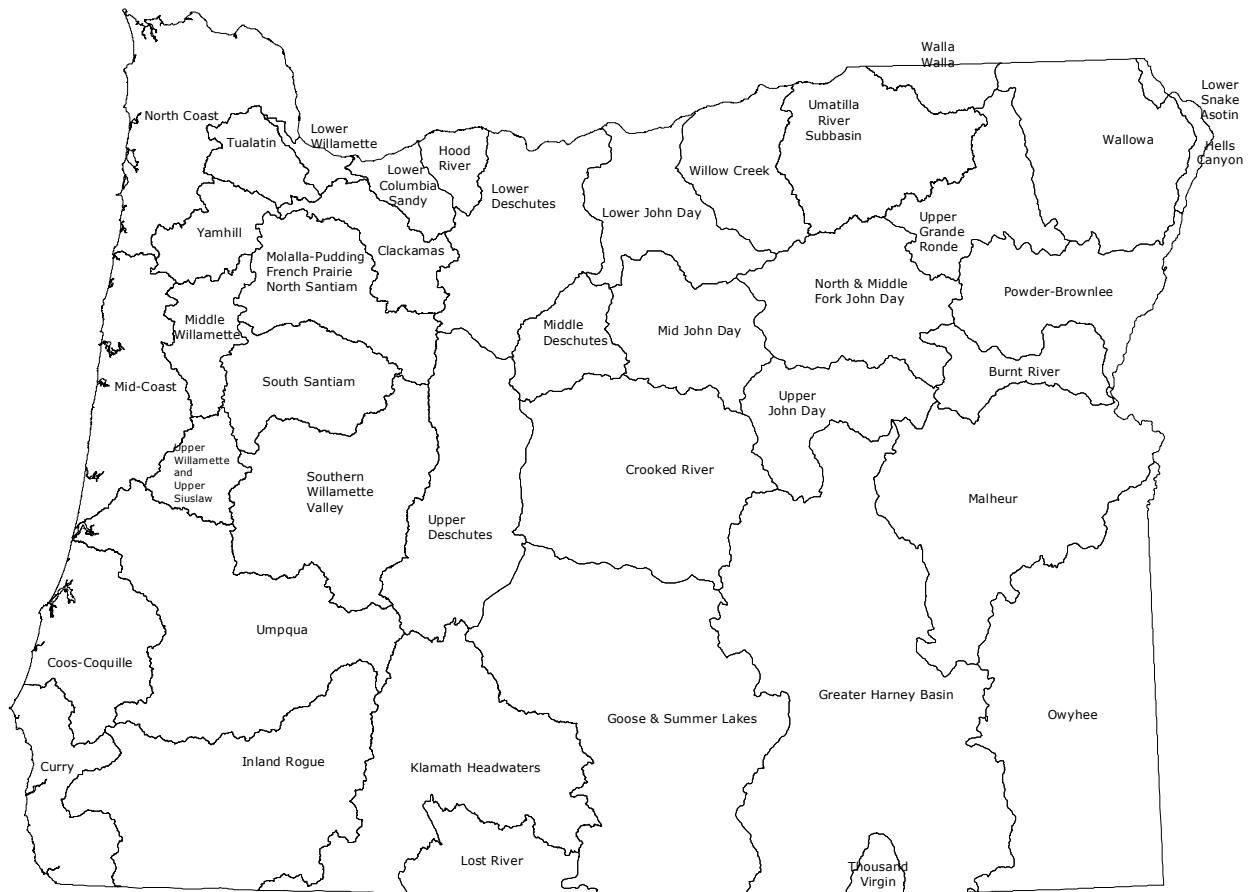 Walla
Walla
Lower
Snake
Asotin
Hells
Canyon
North Coast
Tualatin
Lower
Willamette
Hood
River
Lower
Columbia
Sandy
Lower
Deschutes
Lower John Day
Willow Creek
Umatilla
River
Subbasin
Wallowa
Yamhill
Molalla-Pudding
French Prairie
North Santiam
Clackamas
Upper
Grande
Ronde
North & Middle
Fork John Day
Powder-Brownlee
Middle
Willamette
Middle
Deschutes
Mid John Day
Burnt River
Mid-Coast
South Santiam
Upper
John Day
Upper
Willamette
and
Upper
Siuslaw
Southern
Willamette
Valley
Upper
Deschutes
Crooked River
Malheur
Umpqua
Coos-Coquille
Greater Harney Basin
Goose & Summer Lakes
Owyhee
Curry
Inland Rogue
Klamath Headwaters
Lost River
Thousand
Virgin